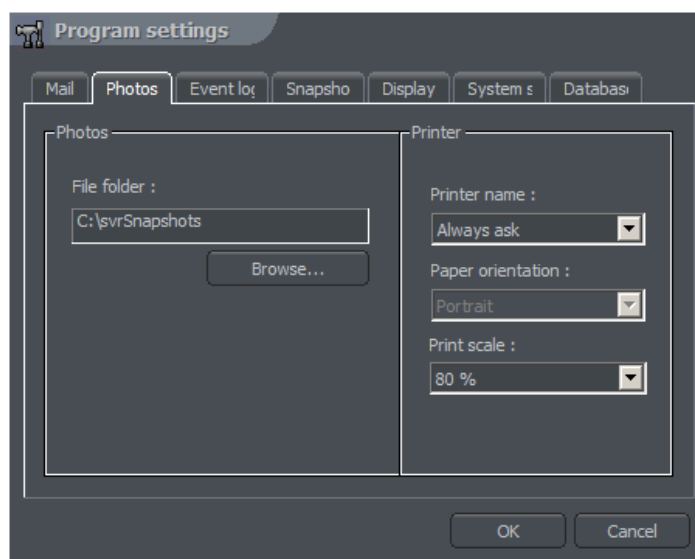 Program settings
Mail Photos Event log Snapsho Display System s Databas
Photos
File folder :
C:\svrSnapshots
Browse...
Printer
Printer name :
Always ask
Paper orientation :
Portrait
Print scale :
80 %
OK Cancel